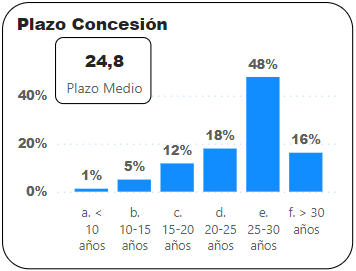 Plazo Concesión
24,8
Plazo Medio
48%
40%
18%
16%
20%
12%
5%
1%
0%
a. < b. c. d. e. f. > 30
10 10-15 15-20 20-25 25-30 años
años años años años años